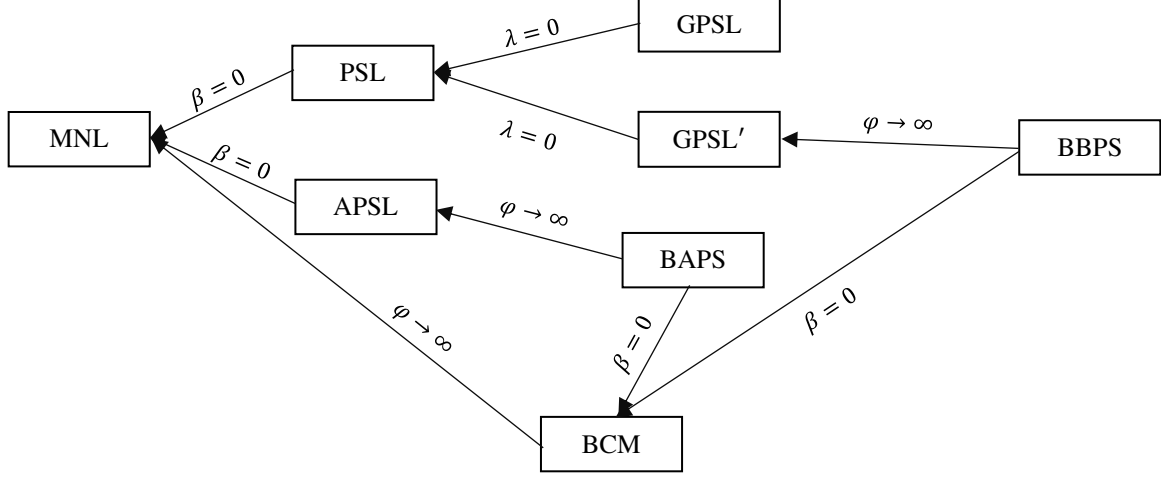 GPSL
λ = 0
PSL
β = 0
MNL
λ = 0
GPSL′
φ → ∞
BBPS
β = 0
APSL
φ → ∞
BAPS
β = 0
β = 0
φ → ∞
BCM